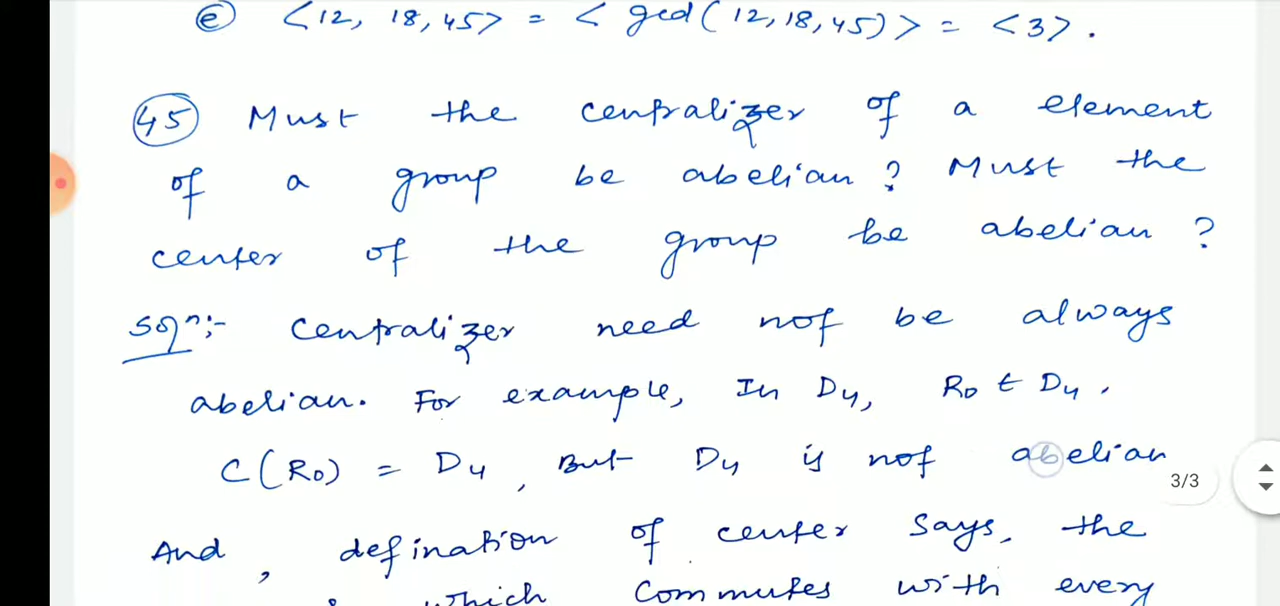 ⓔ <12, 18, 45> = < gcd(12,18,45)> = <3>.
㊺ Must the centralizer of a element
of a group be abelian? Must the
center of the group be abelian?
Solⁿ:- Centralizer need not be always
abelian. For example, In D4, R0 ∈ D4,
C(R0) = D4, But D4 is not abelian
3/3
And, defination of center says, the
which commutes with every